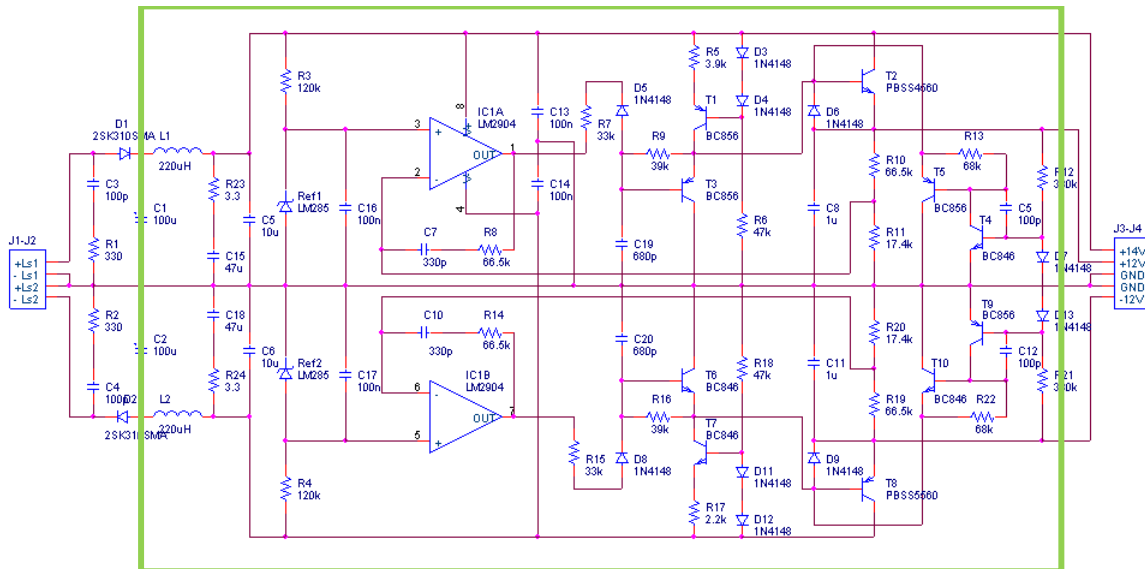 D1
2SK310SMA L1
220uH
C3
100p
C1
100u
R23
3.3
R1
330
C15
47u
C5
10u
J1-J2
+Ls1
- Ls1
+Ls2
- Ls2
R2
330
C2
100u
C18
47u
C6
10u
R24
3.3
C4
100p
D2
L2
2SK310SMA
220uH
R3
120k
Ref1
LM285
C16
100n
3
2
8
4
1
+
-
OUT
IC1A
LM2904
C7
330p
R8
66.5k
C13
100n
C14
100n
R7
33k
D5
1N4148
R9
39k
C19
680p
R5
3.9k
T1
BC856
T3
BC856
D3
1N4148
D4
1N4148
R6
47k
D6
1N4148
C8
1u
T2
PBSS4560
R10
66.5k
R11
17.4k
T5
BC856
R13
68k
C5
100p
T4
BC846
R12
330k
D7
1N4148
J3-J4
+14V
+12V
GND
GND
-12V
Ref2
LM285
C17
100n
R4
120k
C10
330p
R14
66.5k
IC1B
LM2904
6
5
7
-
+
OUT
R15
33k
C20
680p
R16
39k
D8
1N4148
T6
BC846
T7
BC846
R17
2.2k
R18
47k
D11
1N4148
D12
1N4148
C11
1u
D9
1N4148
R20
17.4k
R19
66.5k
T8
PBSS5560
T10
BC846
T9
BC856
C12
100p
R22
68k
D13
1N4148
R21
330k